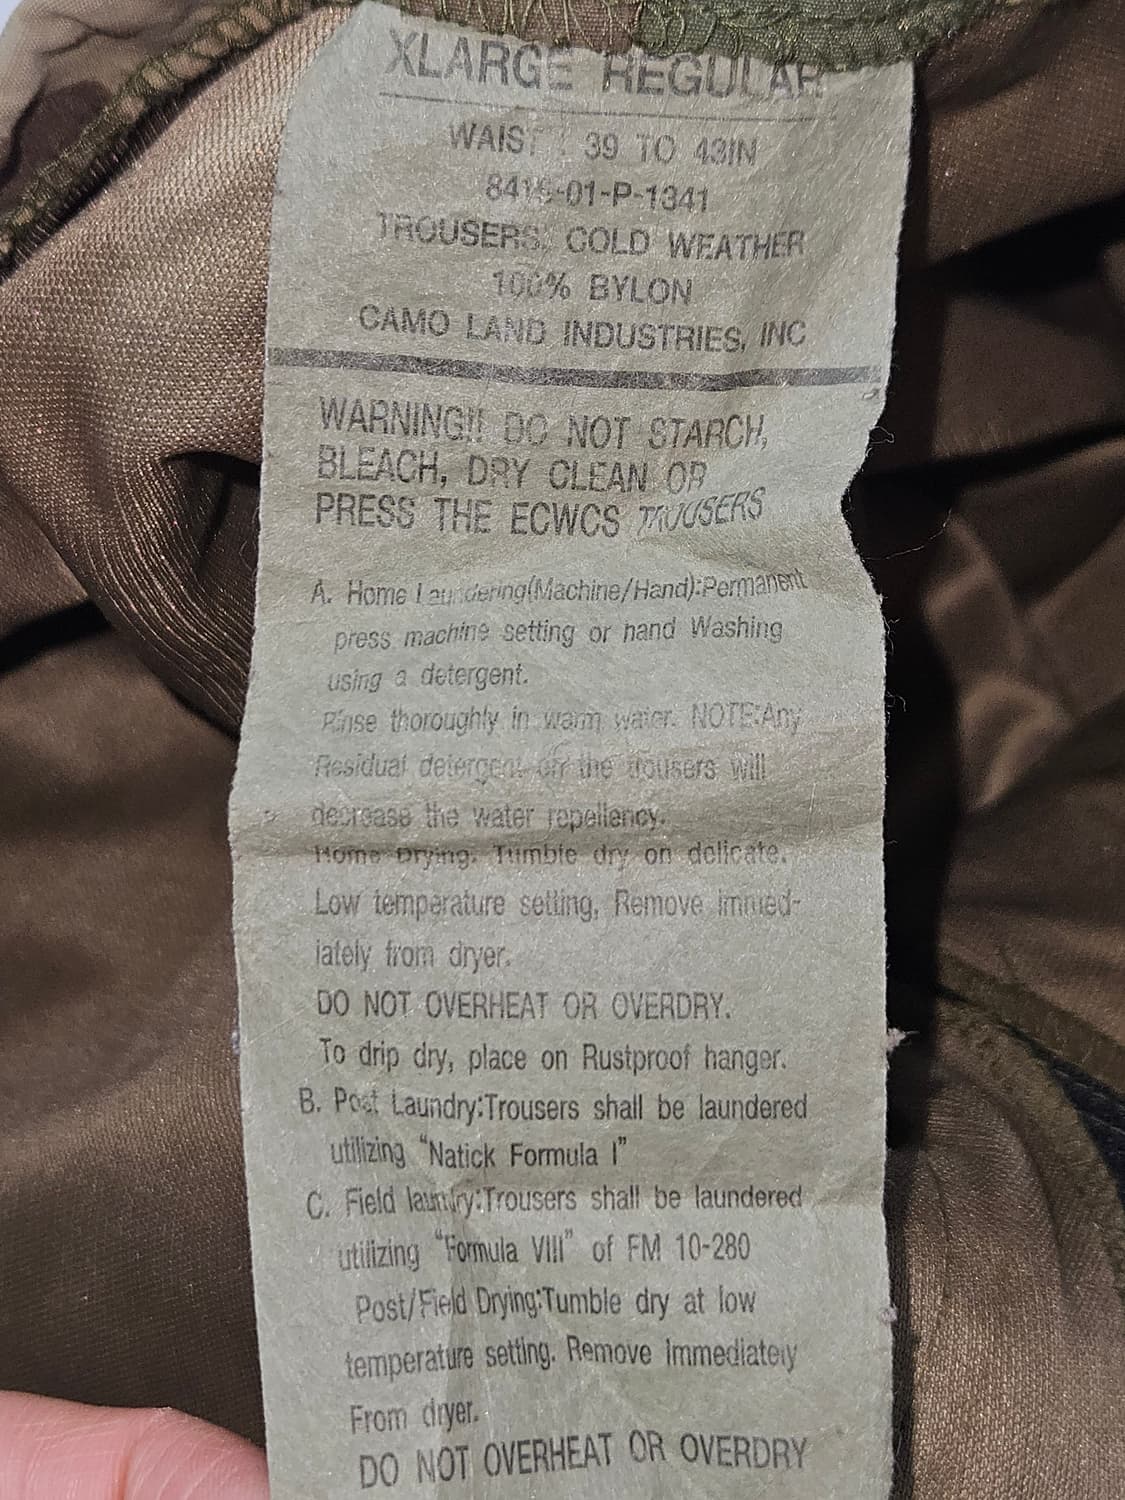 XLARGE REGULAR
WAIST : 39 TO 43IN
8415-01-P-1341
TROUSERS, COLD WEATHER
100% BYLON
CAMO LAND INDUSTRIES, INC
WARNING!! DO NOT STARCH,
BLEACH, DRY CLEAN OR
PRESS THE ECWCS TROUSERS
A. Home Laundering(Machine/Hand):Permanent
press machine setting or hand Washing
using a detergent.
Rinse thoroughly in warm water. NOTE:Any
Residual detergent on the trousers will
decrease the water repellency.
Home Drying. Tumble dry on delicate.
Low temperature setting, Remove immed-
iately from dryer.
DO NOT OVERHEAT OR OVERDRY.
To drip dry, place on Rustproof hanger.
B. Post Laundry:Trousers shall be laundered
utilizing "Natick Formula I"
C. Field laundry:Trousers shall be laundered
utilizing "Formula VIII" of FM 10-280
Post/Field Drying:Tumble dry at low
temperature setting. Remove Immediately
From dryer.
DO NOT OVERHEAT OR OVERDRY